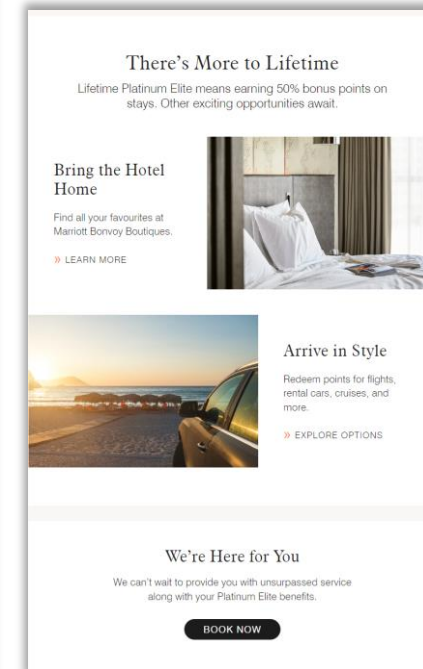 There's More to Lifetime
Lifetime Platinum Elite means earning 50% bonus points on
stays. Other exciting opportunities await.
Bring the Hotel
Home
Find all your favourites at
Marriott Bonvoy Boutiques.
» LEARN MORE
Arrive in Style
Redeem points for flights,
rental cars, cruises, and
more.
» EXPLORE OPTIONS
We're Here for You
We can't wait to provide you with unsurpassed service
along with your Platinum Elite benefits.
BOOK NOW